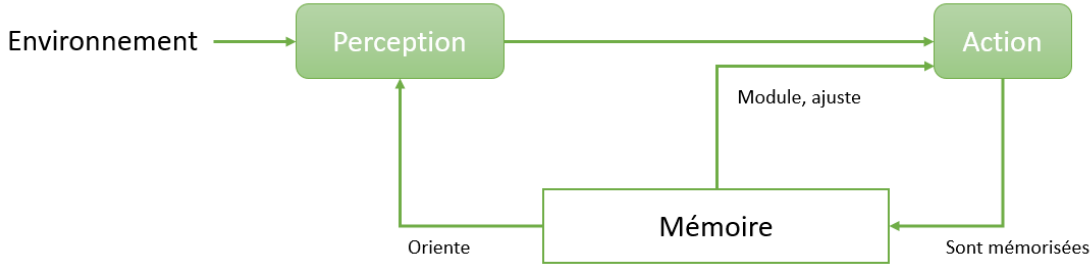 Environnement
Perception
Action
Module, ajuste
Mémoire
Oriente
Sont mémorisées